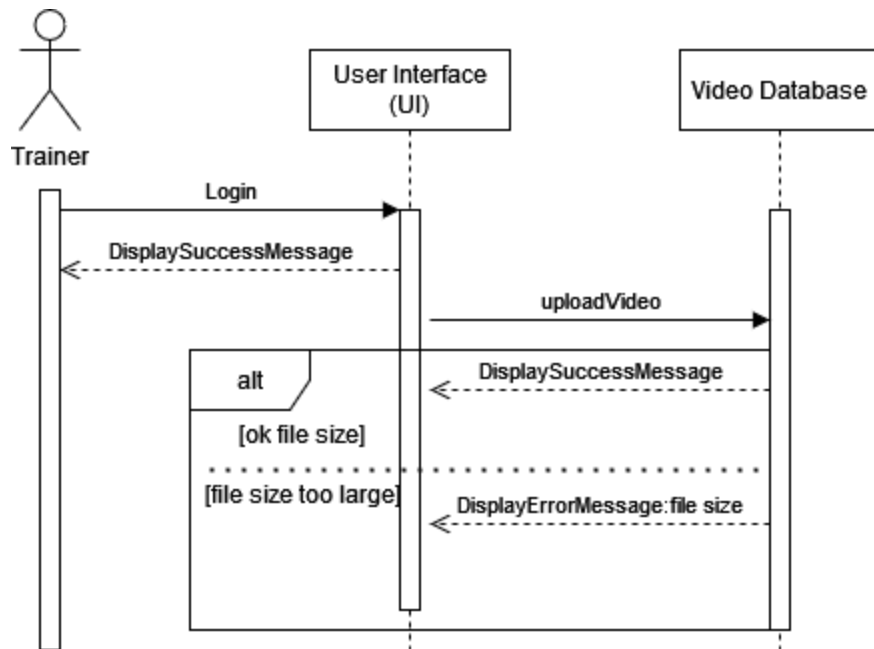 User Interface
(UI)
Video Database
Trainer
Login
DisplaySuccessMessage
uploadVideo
alt
DisplaySuccessMessage
[ok file size]
[file size too large]
DisplayErrorMessage:file size